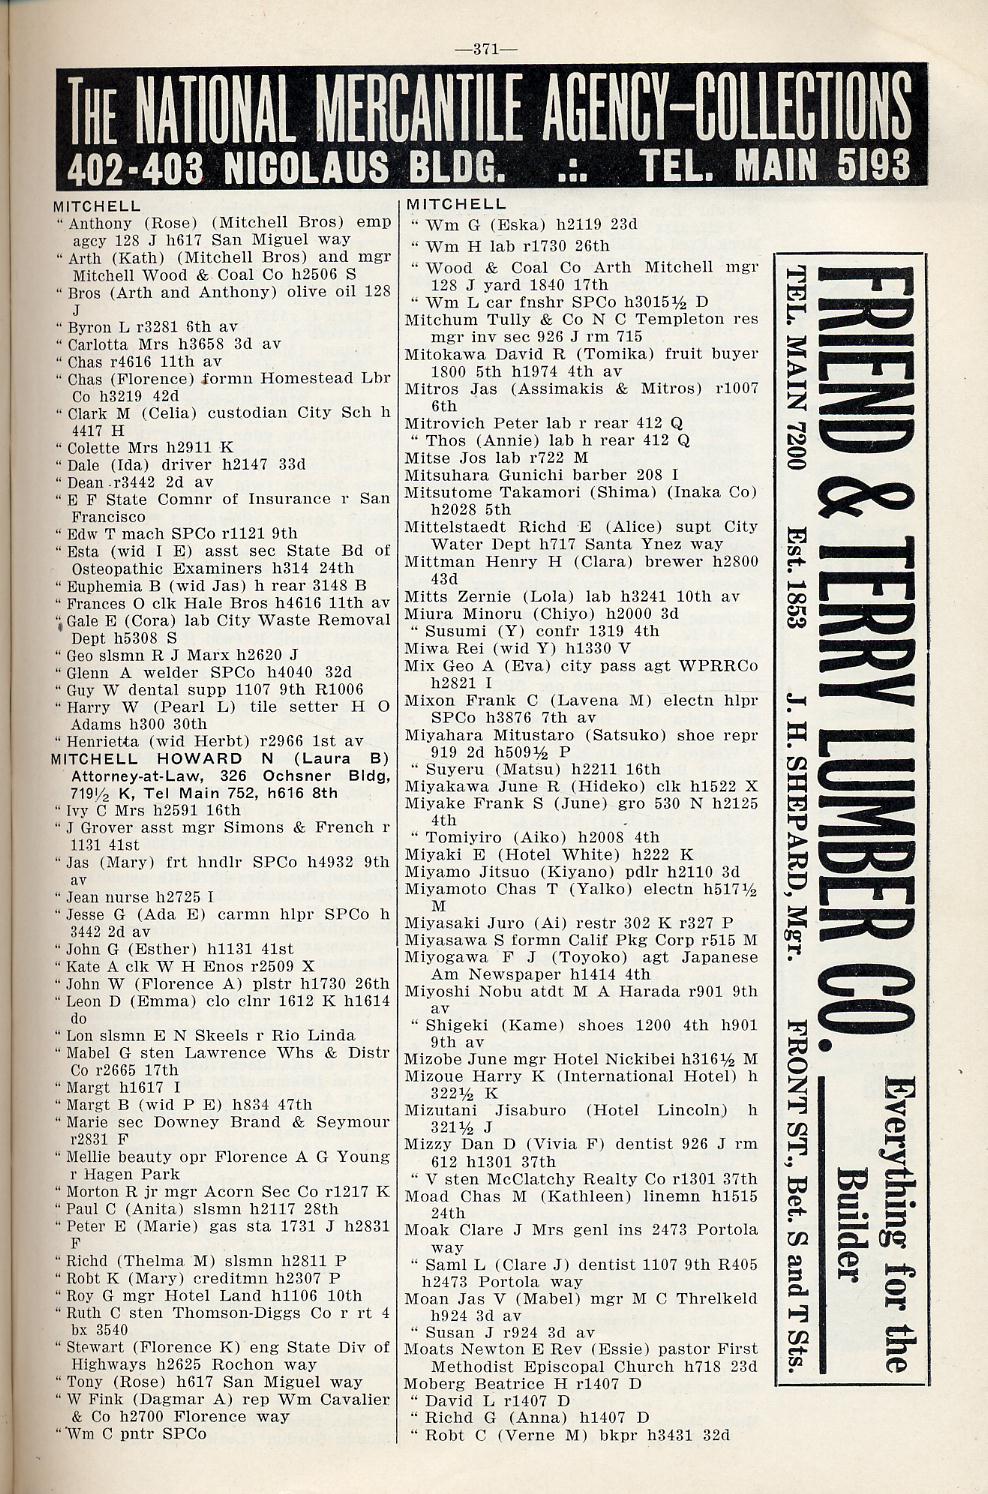 —371—
THE NATIONAL MERCANTILE AGENCY–COLLECTIONS
402-403 NICOLAUS BLDG. .:. TEL. MAIN 5193
MITCHELL
" Anthony (Rose) (Mitchell Bros) emp
agcy 128 J h617 San Miguel way
" Arth (Kath) (Mitchell Bros) and mgr
Mitchell Wood & Coal Co h2506 S
" Bros (Arth and Anthony) olive oil 128
J
" Byron L r3281 6th av
" Carlotta Mrs h3658 3d av
" Chas r4616 11th av
" Chas (Florence) formn Homestead Lbr
Co h3219 42d
" Clark M (Celia) custodian City Sch h
4417 H
" Colette Mrs h2911 K
" Dale (Ida) driver h2147 33d
" Dean r3442 2d av
" E F State Comnr of Insurance r San
Francisco
" Edw T mach SPCo r1121 9th
" Esta (wid I E) asst sec State Bd of
Osteopathic Examiners h314 24th
" Euphemia B (wid Jas) h rear 3148 B
" Frances O clk Hale Bros h4616 11th av
" Gale E (Cora) lab City Waste Removal
Dept h5308 S
" Geo slsmn R J Marx h2620 J
" Glenn A welder SPCo h4040 32d
" Guy W dental supp 1107 9th R1006
" Harry W (Pearl L) tile setter H O
Adams h300 30th
" Henrietta (wid Herbt) r2966 1st av
MITCHELL HOWARD N (Laura B)
Attorney-at-Law, 326 Ochsner Bldg,
719½ K, Tel Main 752, h616 8th
" Ivy C Mrs h2591 16th
" J Grover asst mgr Simons & French r
1131 41st
" Jas (Mary) frt hndlr SPCo h4932 9th
av
" Jean nurse h2725 I
" Jesse G (Ada E) carmn hlpr SPCo h
3442 2d av
" John G (Esther) h1131 41st
" Kate A clk W H Enos r2509 X
" John W (Florence A) plstr h1730 26th
" Leon D (Emma) clo clnr 1612 K h1614
do
" Lon slsmn E N Skeels r Rio Linda
" Mabel G sten Lawrence Whs & Distr
Co r2665 17th
" Margt h1617 I
" Margt B (wid P E) h834 47th
" Marie sec Downey Brand & Seymour
r2831 F
" Mellie beauty opr Florence A G Young
r Hagen Park
" Morton R jr mgr Acorn Sec Co r1217 K
" Paul C (Anita) slsmn h2117 28th
" Peter E (Marie) gas sta 1731 J h2831
F
" Richd (Thelma M) slsmn h2811 P
" Robt K (Mary) creditmn h2307 P
" Roy G mgr Hotel Land h1106 10th
" Ruth C sten Thomson-Diggs Co r rt 4
bx 3540
" Stewart (Florence K) eng State Div of
Highways h2625 Rochon way
" Tony (Rose) h617 San Miguel way
" W Fink (Dagmar A) rep Wm Cavalier
& Co h2700 Florence way
" Wm C pntr SPCo
MITCHELL
" Wm G (Eska) h2119 23d
" Wm H lab r1730 26th
" Wood & Coal Co Arth Mitchell mgr
128 J yard 1840 17th
" Wm L car fnshr SPCo h3015½ D
Mitchum Tully & Co N C Templeton res
mgr inv sec 926 J rm 715
Mitokawa David R (Tomika) fruit buyer
1800 5th h1974 4th av
Mitros Jas (Assimakis & Mitros) r1007
6th
Mitrovich Peter lab r rear 412 Q
" Thos (Annie) lab h rear 412 Q
Mitse Jos lab r722 M
Mitsuhara Gunichi barber 208 I
Mitsutome Takamori (Shima) (Inaka Co)
h2028 5th
Mittelstaedt Richd E (Alice) supt City
Water Dept h717 Santa Ynez way
Mittman Henry H (Clara) brewer h2800
43d
Mitts Zernie (Lola) lab h3241 10th av
Miura Minoru (Chiyo) h2000 3d
" Susumi (Y) confr 1319 4th
Miwa Rei (wid Y) h1330 V
Mix Geo A (Eva) city pass agt WPRRCo
h2821 I
Mixon Frank C (Lavena M) electn hlpr
SPCo h3876 7th av
Miyahara Mitustaro (Satsuko) shoe repr
919 2d h509½ P
" Suyeru (Matsu) h2211 16th
Miyakawa June R (Hideko) clk h1522 X
Miyake Frank S (June) gro 530 N h2125
4th
" Tomiyiro (Aiko) h2008 4th
Miyaki E (Hotel White) h222 K
Miyamo Jitsuo (Kiyano) pdlr h2110 3d
Miyamoto Chas T (Yalko) electn h517½
M
Miyasaki Juro (Ai) restr 302 K r327 P
Miyasawa S formn Calif Pkg Corp r515 M
Miyogawa F J (Toyoko) agt Japanese
Am Newspaper h1414 4th
Miyoshi Nobu atdt M A Harada r901 9th
av
" Shigeki (Kame) shoes 1200 4th h901
9th av
Mizobe June mgr Hotel Nickibei h316½ M
Mizoue Harry K (International Hotel) h
322½ K
Mizutani Jisaburo (Hotel Lincoln) h
321½ J
Mizzy Dan D (Vivia F) dentist 926 J rm
612 h1301 37th
" V sten McClatchy Realty Co r1301 37th
Moad Chas M (Kathleen) linemn h1515
24th
Moak Clare J Mrs genl ins 2473 Portola
way
" Saml L (Clare J) dentist 1107 9th R405
h2473 Portola way
Moan Jas V (Mabel) mgr M C Threlkeld
h924 3d av
" Susan J r924 3d av
Moats Newton E Rev (Essie) pastor First
Methodist Episcopal Church h718 23d
Moberg Beatrice H r1407 D
" David L r1407 D
" Richd G (Anna) h1407 D
" Robt C (Verne M) bkpr h3431 32d
FRIEND & TERRY LUMBER CO.
Everything for the
Builder
TEL. MAIN 7200 Est. 1853 J. H. SHEPARD, Mgr. FRONT ST., Bet. S and T Sts.